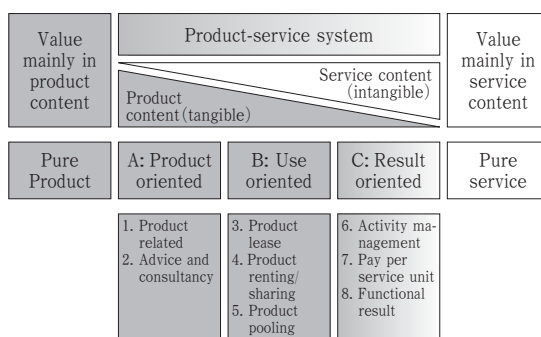 Value
mainly in
product
content
Product-service system
Service content
(intangible)
Product
content(tangible)
Value
mainly in
service
content
Pure
Product
A: Product
oriented
B: Use
oriented
C: Result
oriented
Pure
service
1. Product
related
2. Advice and
consultancy
3. Product
lease
4. Product
renting/
sharing
5. Product
pooling
6. Activity ma-
nagement
7. Pay per
service unit
8. Functional
result